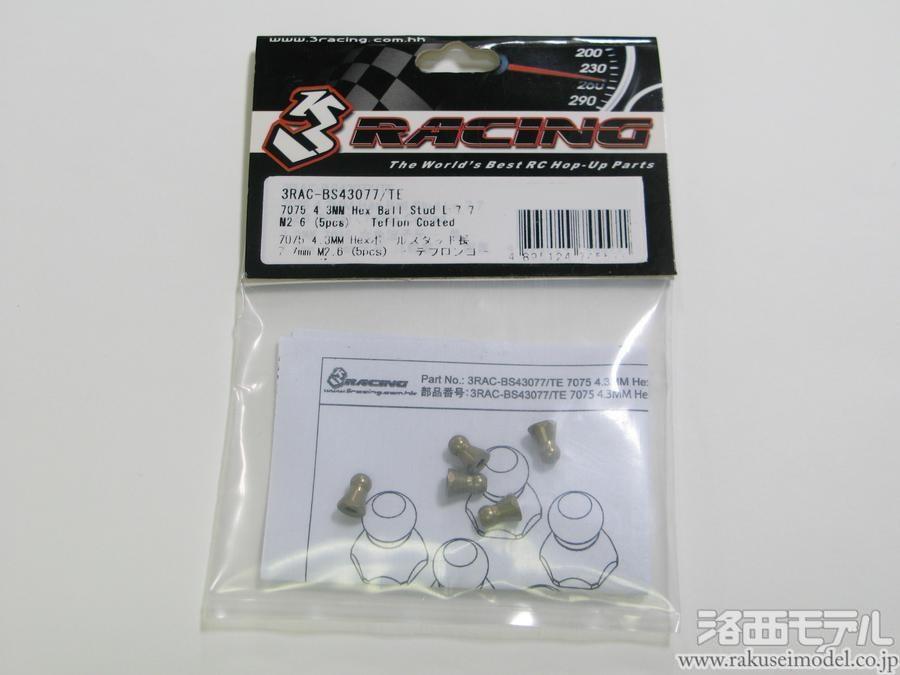 www.3racing.com.hk
200
230
260
290
3RACING
The World's Best RC Hop-Up Parts
3RAC-BS43077/TE
7075 4.3MM Hex Ball Stud L=7.7
M2.6 (5pcs) - Teflon Coated
7075 4.3MM Hexボールスタッド長
7.7mm M2.6 (5pcs) - テフロンコー
3RACING
www.3racing.com.hk
Part No.: 3RAC-BS43077/TE 7075 4.3MM Hex
部品番号: 3RAC-BS43077/TE 7075 4.3MM He
洛西モデル
www.rakuseimodel.co.jp